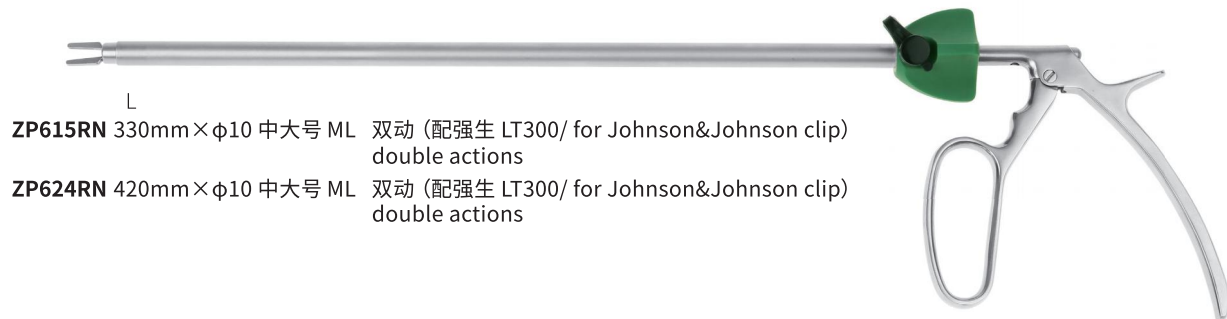 L
ZP615RN 330mm×φ10 中大号 ML 双动（配强生 LT300/ for Johnson&Johnson clip）
double actions
ZP624RN 420mm×φ10 中大号 ML 双动（配强生 LT300/ for Johnson&Johnson clip）
double actions